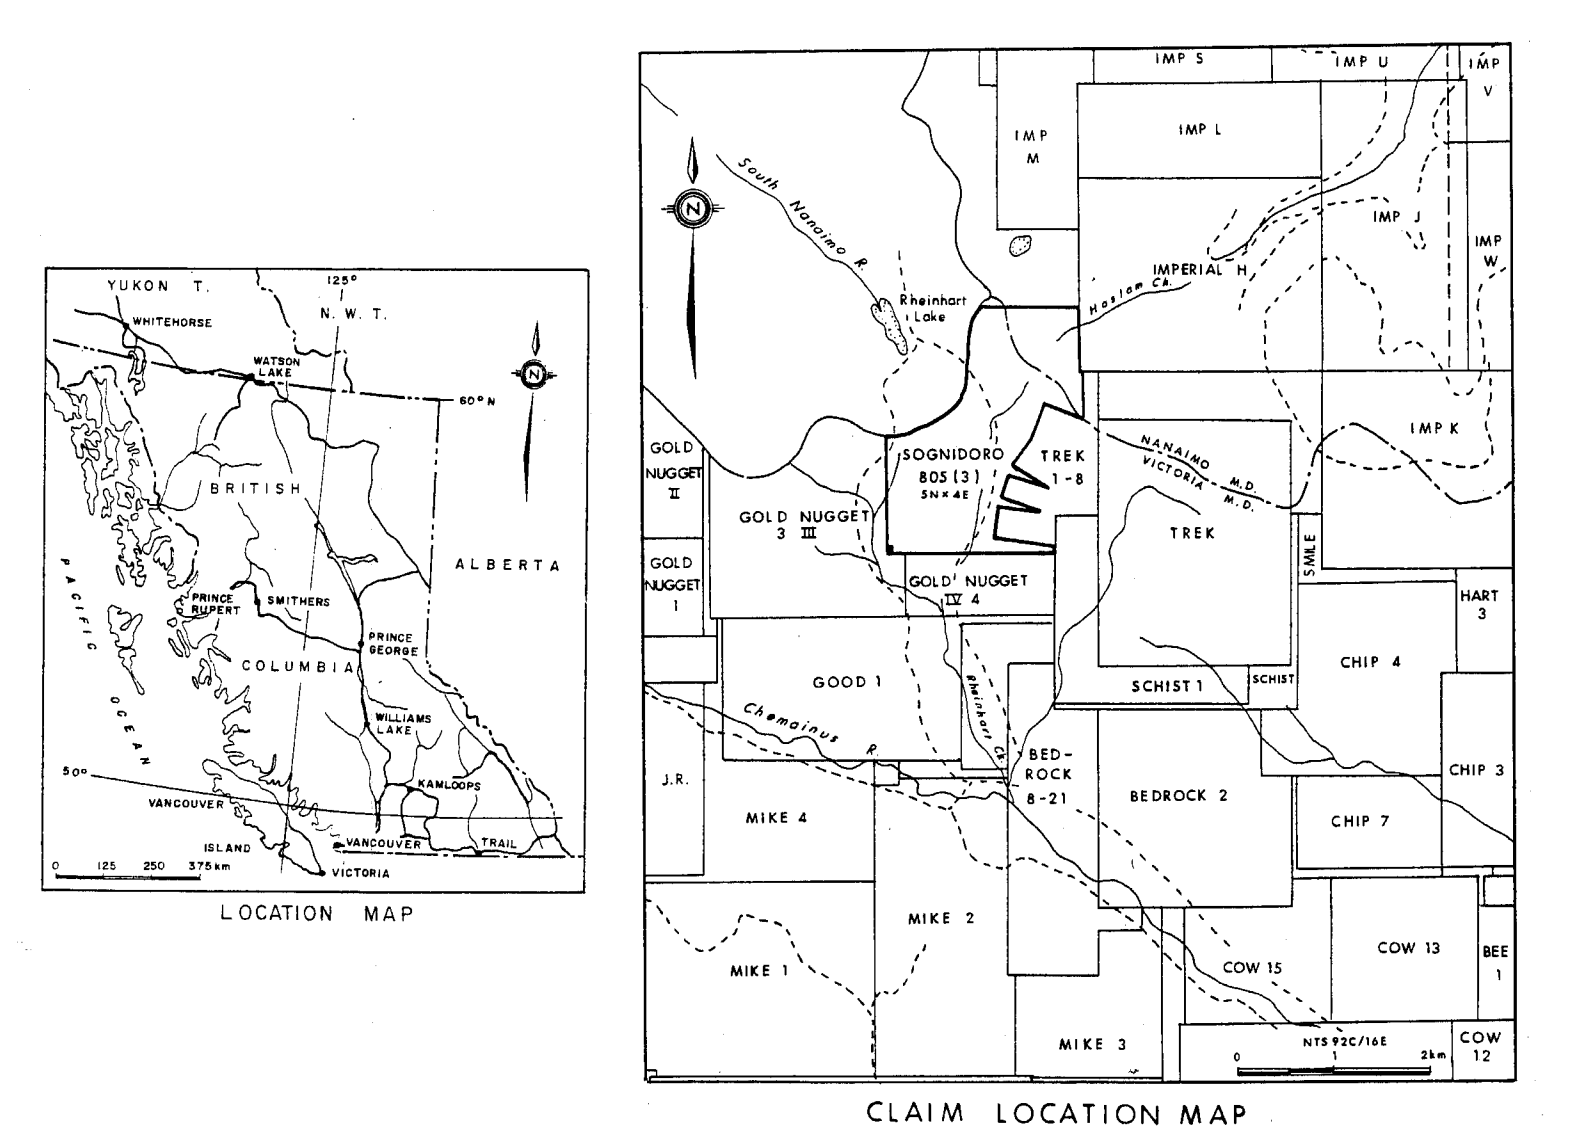 YUKON T.
125°
N. W. T.
WHITEHORSE
WATSON
LAKE
N
60° N
BRITISH
ALBERTA
PACIFIC
OCEAN
PRINCE
RUPERT
SMITHERS
PRINCE
GEORGE
COLUMBIA
WILLIAMS
LAKE
50°
KAMLOOPS
VANCOUVER
ISLAND
VANCOUVER
TRAIL
VICTORIA
0 125 250 375km
LOCATION MAP
IMP S
IMP U
IMP
V
IMP
M
IMP L
South Nanaimo R.
N
IMP J
IMP
W
IMPERIAL H
Haslam Ck.
Rheinhart
Lake
IMP K
GOLD
NUGGET
II
SOGNIDORO
805 (3)
5N × 4E
TREK
1-8
NANAIMO M.D.
VICTORIA M.D.
GOLD NUGGET
3 III
TREK
SMILE
GOLD
NUGGET
1
GOLD NUGGET
IV 4
HART
3
CHIP 4
GOOD 1
SCHIST 1
SCHIST
Rheinhart Ck.
Chemainus R.
J.R.
BED-
ROCK
8-21
BEDROCK 2
CHIP 3
MIKE 4
CHIP 7
MIKE 2
MIKE 1
COW 15
COW 13
BEE
1
MIKE 3
NTS 92C/16E
0 1 2km
COW
12
CLAIM LOCATION MAP